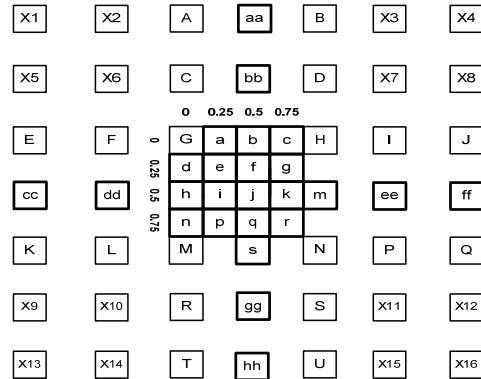 X1 X2 A aa B X3 X4
X5 X6 C bb D X7 X8
0 0.25 0.5 0.75
E F 0 G a b c H I J
0.25 d e f g
cc dd 0.5 h i j k m ee ff
0.75 n p q r
K L M s N P Q
X9 X10 R gg S X11 X12
X13 X14 T hh U X15 X16